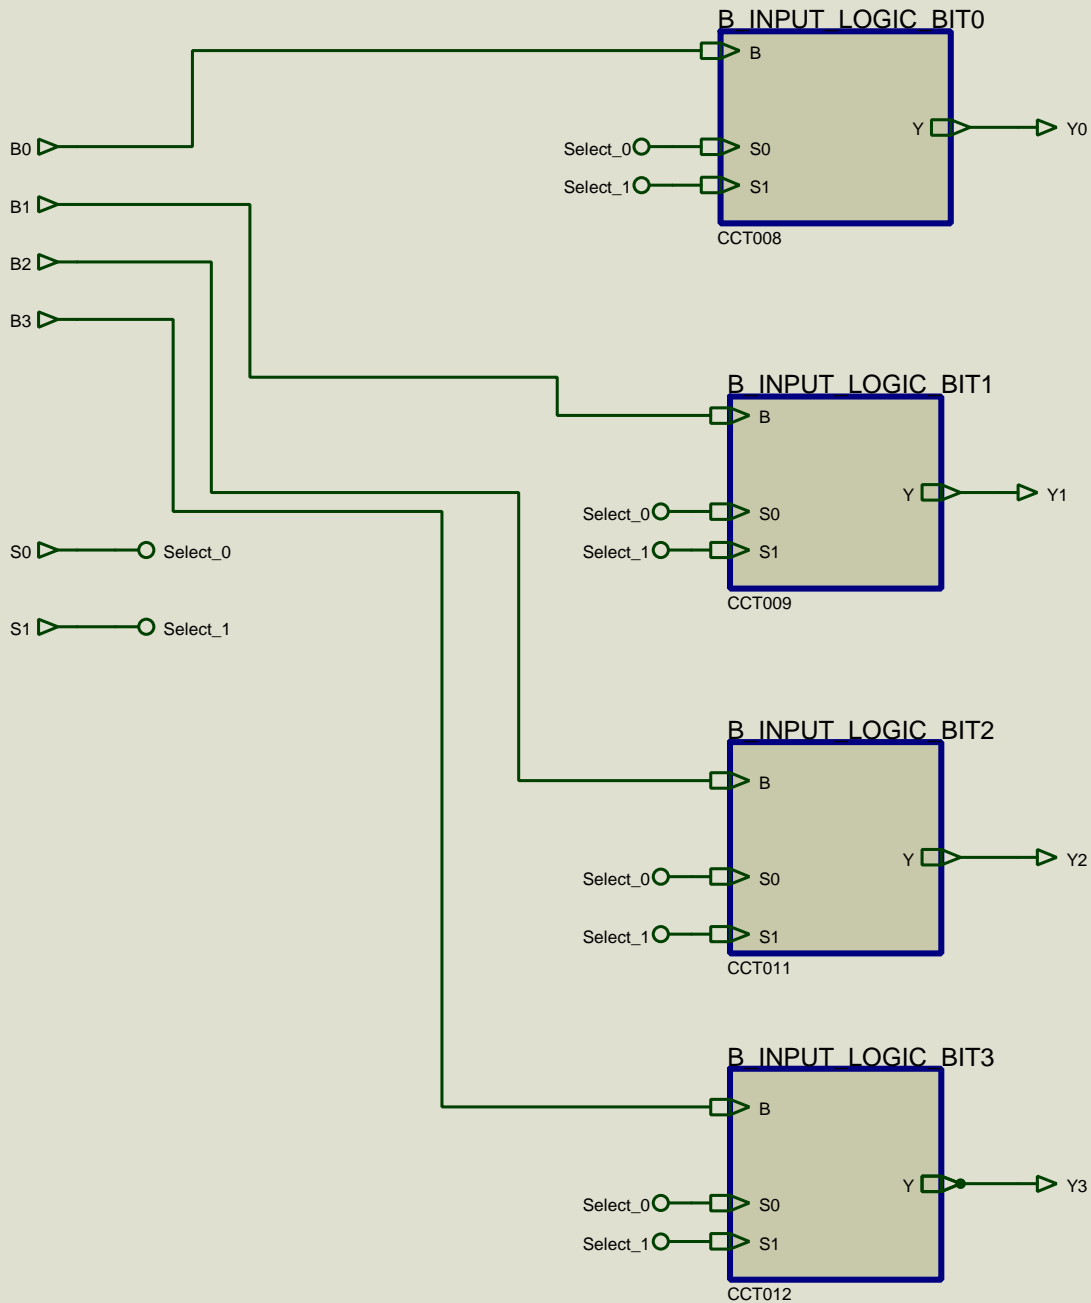 B_INPUT_LOGIC_BIT0
B
B0
Select_0
S0
Y
Y0
Select_1
S1
B1
CCT008
B2
B3
B_INPUT_LOGIC_BIT1
B
Y
Y1
Select_0
S0
S0
Select_0
Select_1
S1
CCT009
S1
Select_1
B_INPUT_LOGIC_BIT2
B
Y
Y2
Select_0
S0
Select_1
S1
CCT011
B_INPUT_LOGIC_BIT3
B
Y
Y3
Select_0
S0
Select_1
S1
CCT012